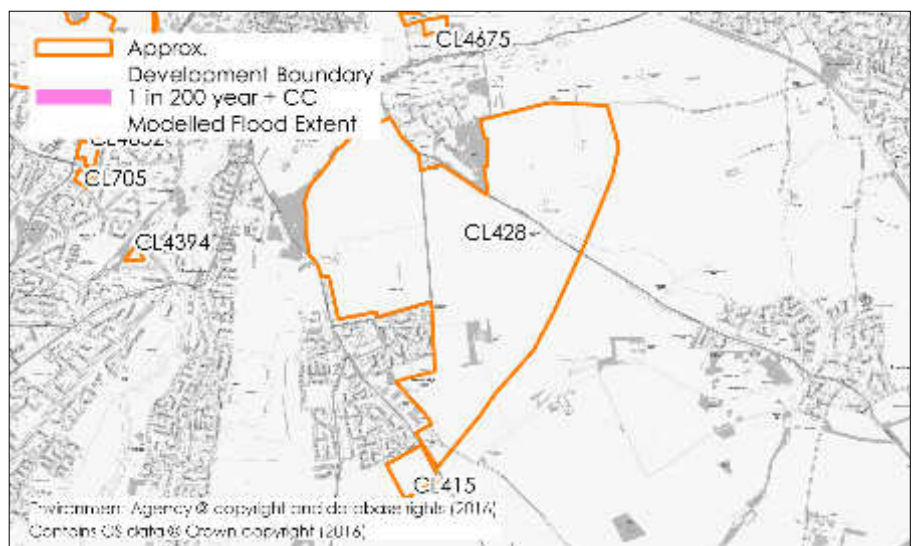 Approx.
Development Boundary
1 in 200 year + CC
Modelled Flood Extent
CL4675
CL705
CL4394
CL428
CL415
Environment Agency © copyright and database rights (2016)
Contains OS data © Crown copyright (2016)